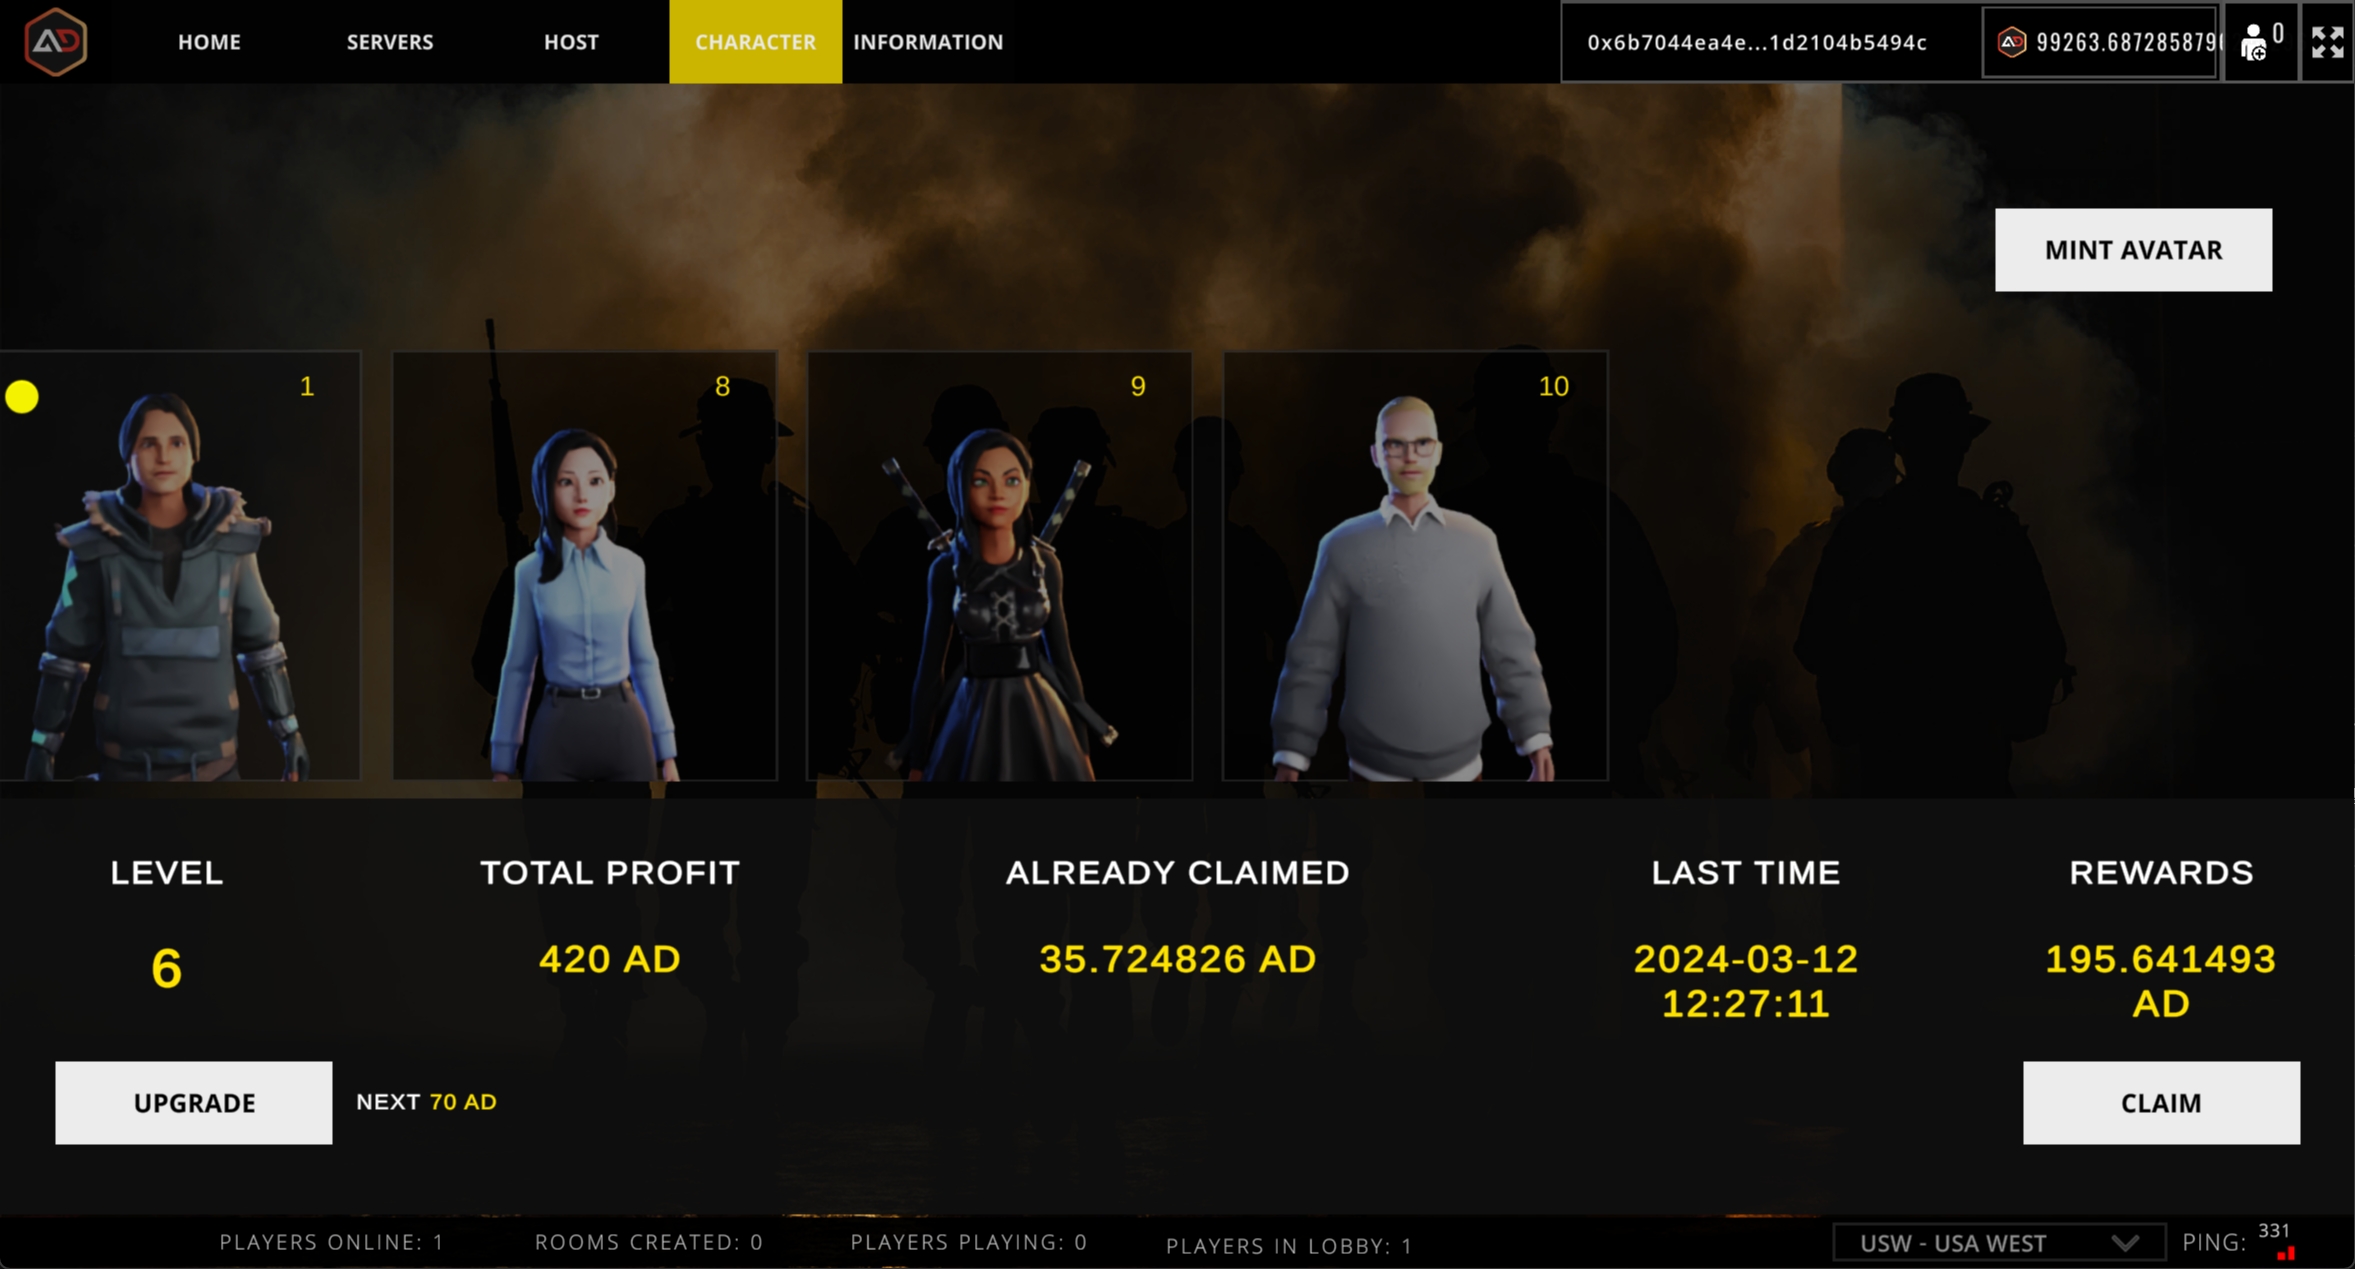 AD
HOME
SERVERS
HOST
CHARACTER
INFORMATION
0x6b7044ea4e...1d2104b5494c
AD
99263.687285879
0
MINT AVATAR
1
8
9
10
LEVEL
TOTAL PROFIT
ALREADY CLAIMED
LAST TIME
REWARDS
6
420 AD
35.724826 AD
2024-03-12
12:27:11
195.641493
AD
UPGRADE
NEXT 70 AD
CLAIM
PLAYERS ONLINE: 1
ROOMS CREATED: 0
PLAYERS PLAYING: 0
PLAYERS IN LOBBY: 1
USW - USA WEST
PING: 331